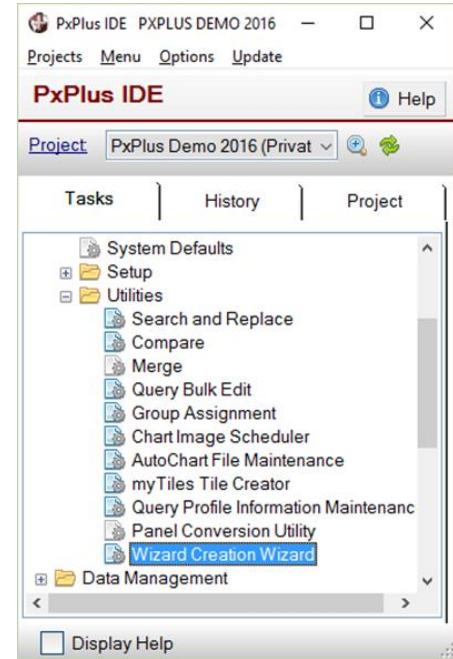 PxPlus IDE PXPLUS DEMO 2016
Projects Menu Options Update
PxPlus IDE Help
Project PxPlus Demo 2016 (Privat
Tasks History Project
System Defaults
Setup
Utilities
Search and Replace
Compare
Merge
Query Bulk Edit
Group Assignment
Chart Image Scheduler
AutoChart File Maintenance
myTiles Tile Creator
Query Profile Information Maintenanc
Panel Conversion Utility
Wizard Creation Wizard
Data Management
Display Help